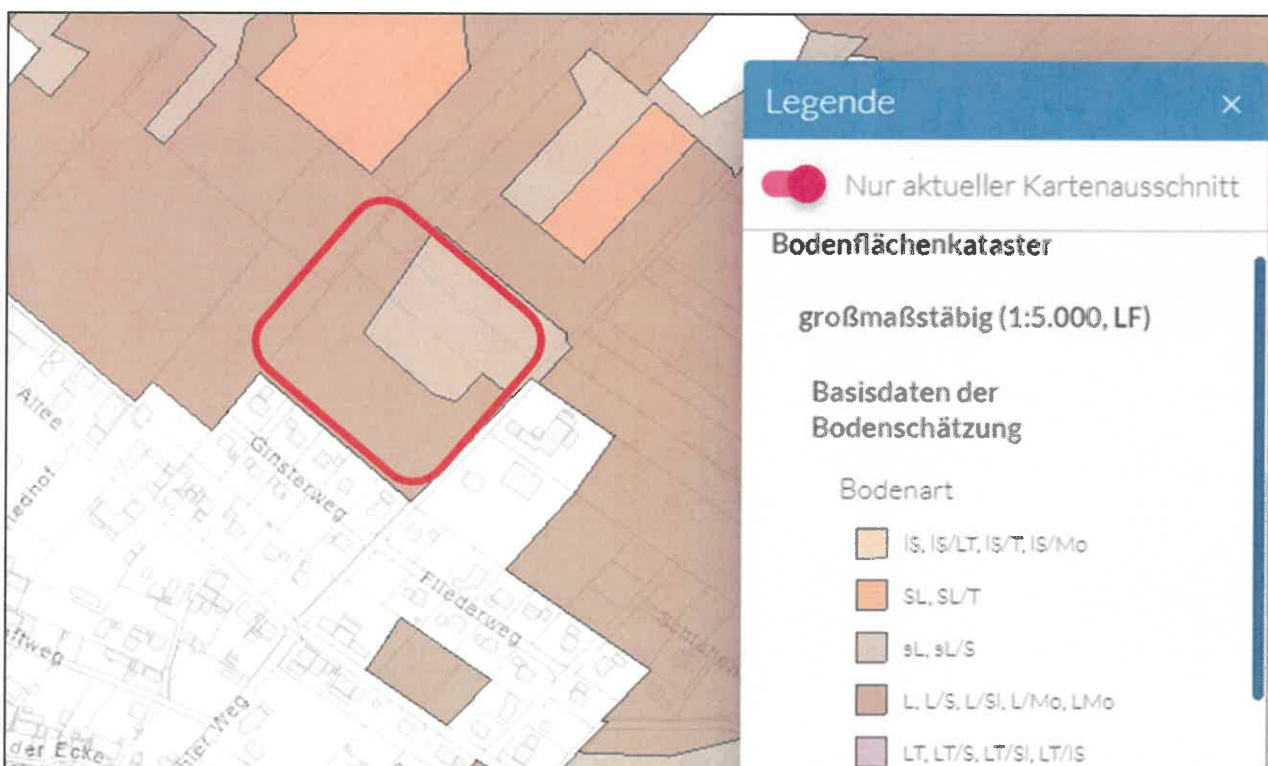 Legende ×
Nur aktueller Kartenausschnitt
Bodenflächenkataster
großmaßstäbig (1:5.000, LF)
Basisdaten der
Bodenschätzung
Bodenart
lS, lS/LT, lS/T, lS/Mo
SL, SL/T
sL, sL/S
L, L/S, L/Sl, L/Mo, LMo
LT, LT/S, LT/Sl, LT/lS
Allee
Ginsterweg
Fliederweg
Weg
der Ecke